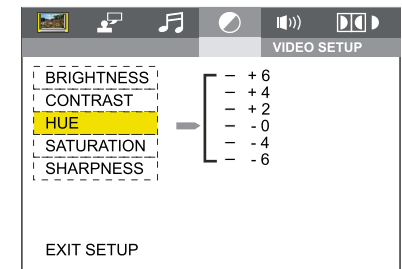 VIDEO SETUP
BRIGHTNESS
CONTRAST
HUE
SATURATION
SHARPNESS
- + 6
- + 4
- + 2
- - 0
- - 4
- - 6
EXIT SETUP